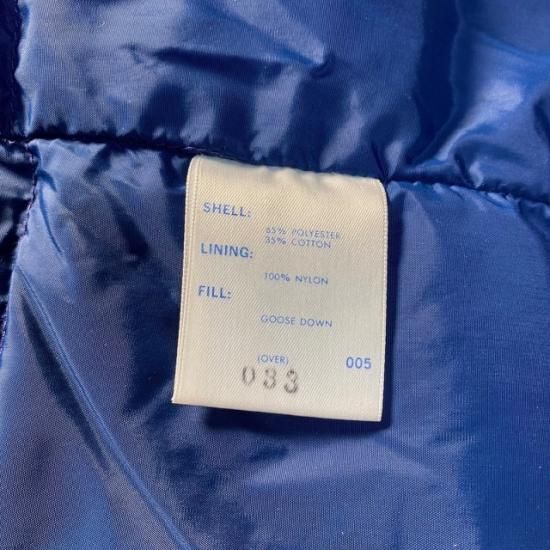 SHELL:
65% POLYESTER
35% COTTON
LINING:
100% NYLON
FILL:
GOOSE DOWN
(OVER) 005
033